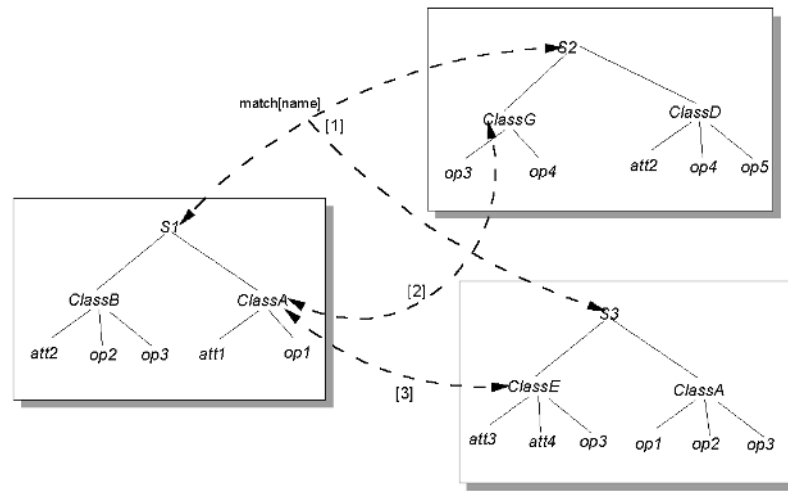 S2
match[name]
[1]
ClassG
ClassD
op3
op4
att2
op4
op5
S1
[2]
ClassB
ClassA
att2
op2
op3
att1
op1
S3
[3]
ClassE
ClassA
att3
att4
op3
op1
op2
op3